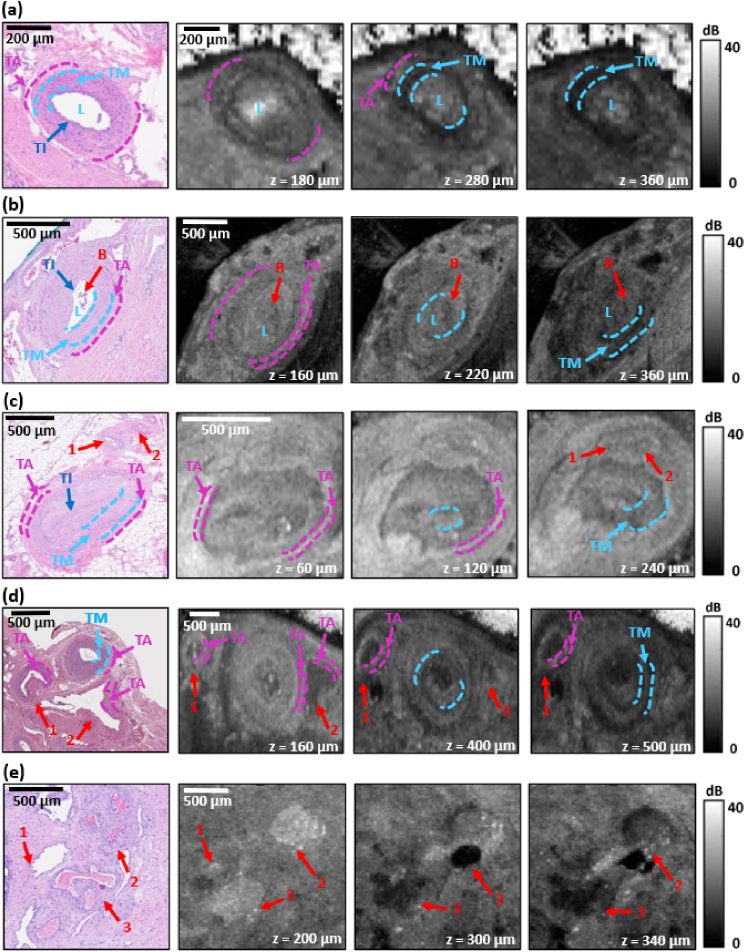 (a)
200 µm
TA
TM
L
TI
200 µm
L
z = 180 µm
TA
TM
L
z = 280 µm
TM
L
z = 360 µm
dB
40
0
(b)
500 µm
TI
B
TA
L
TM
500 µm
B
TA
L
z = 160 µm
B
L
z = 220 µm
B
L
TM
z = 360 µm
dB
40
0
(c)
500 µm
1
2
TA
TI
TA
TM
500 µm
TA
TA
z = 60 µm
TA
z = 120 µm
1
2
TM
z = 240 µm
dB
40
0
(d)
500 µm
TM
TA
TA
TA
1
2
500 µm
TA
TA
TA
1
2
z = 160 µm
TA
1
2
z = 400 µm
TA
TM
1
z = 500 µm
dB
40
0
(e)
500 µm
1
2
3
500 µm
1
2
3
z = 200 µm
2
3
z = 300 µm
2
3
z = 340 µm
dB
40
0